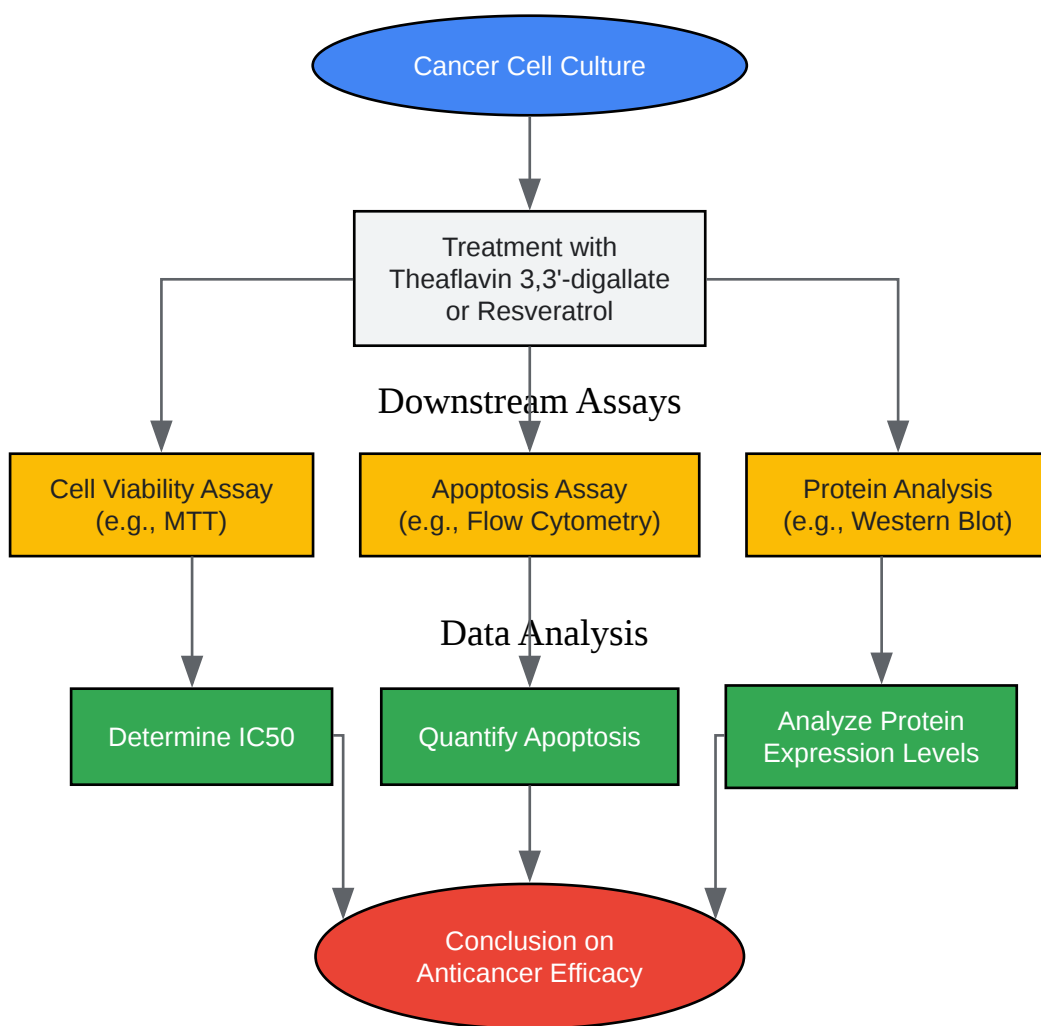 Cancer Cell Culture
Treatment with
Theaflavin 3,3'-digallate
or Resveratrol
Downstream Assays
Cell Viability Assay
(e.g., MTT)
Apoptosis Assay
(e.g., Flow Cytometry)
Protein Analysis
(e.g., Western Blot)
Data Analysis
Determine IC50
Quantify Apoptosis
Analyze Protein
Expression Levels
Conclusion on
Anticancer Efficacy